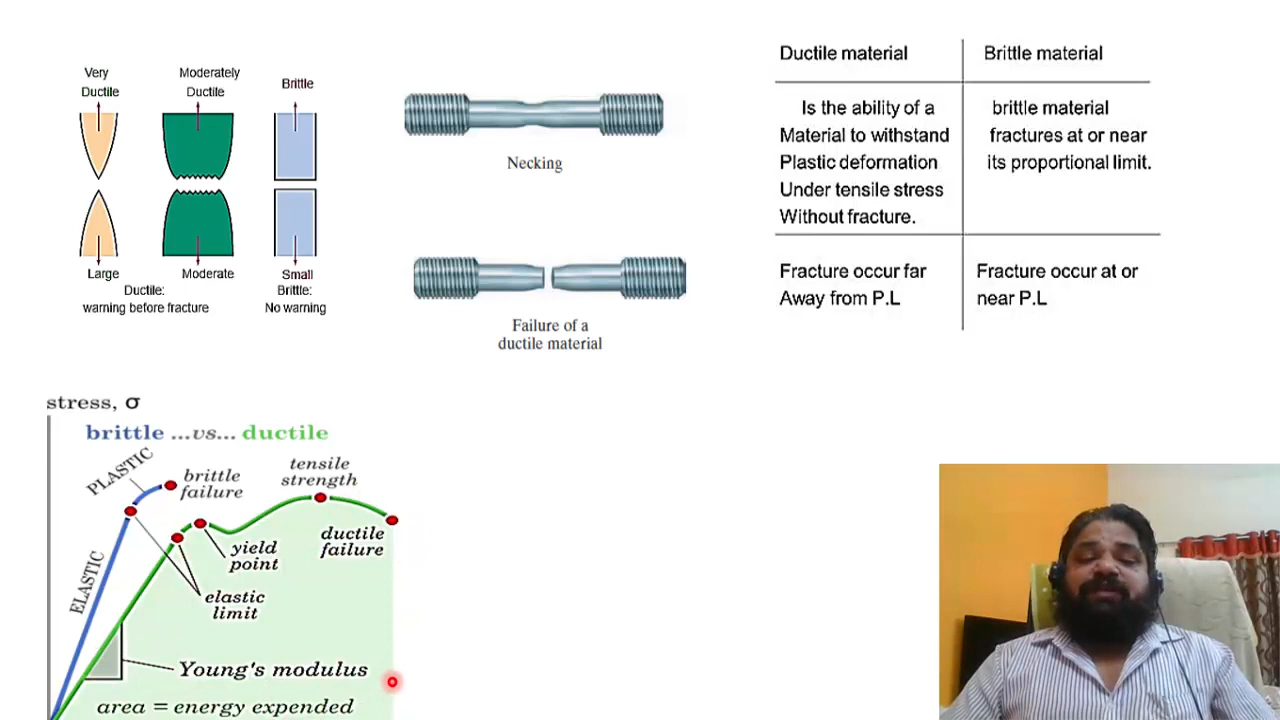 Very
Ductile
Moderately
Ductile
Brittle
Large
Moderate
Small
Ductile:
warning before fracture
Brittle:
No warning
Necking
Failure of a
ductile material
Ductile material
Brittle material
Is the ability of a
Material to withstand
Plastic deformation
Under tensile stress
Without fracture.
brittle material
fractures at or near
its proportional limit.
Fracture occur far
Away from P.L
Fracture occur at or
near P.L
stress, σ
brittle ...vs... ductile
PLASTIC
brittle
failure
tensile
strength
ELASTIC
yield
point
ductile
failure
elastic
limit
Young's modulus
area = energy expended